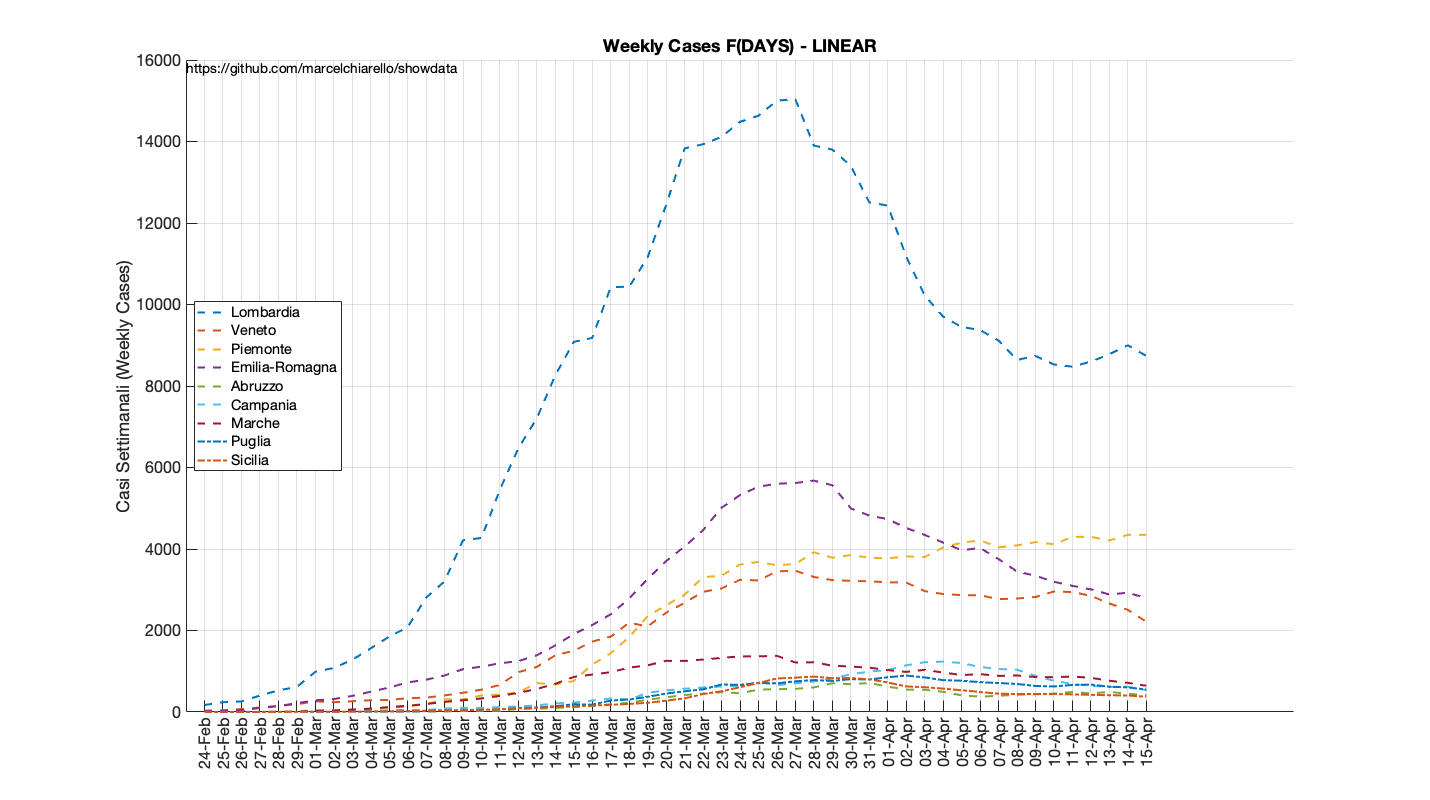 Weekly Cases F(DAYS) - LINEAR
https://github.com/marcelchiarello/showdata
Casi Settimanali (Weekly Cases)
16000
14000
12000
10000
8000
6000
4000
2000
0
Lombardia
Veneto
Piemonte
Emilia-Romagna
Abruzzo
Campania
Marche
Puglia
Sicilia
24-Feb
25-Feb
26-Feb
27-Feb
28-Feb
29-Feb
01-Mar
02-Mar
03-Mar
04-Mar
05-Mar
06-Mar
07-Mar
08-Mar
09-Mar
10-Mar
11-Mar
12-Mar
13-Mar
14-Mar
15-Mar
16-Mar
17-Mar
18-Mar
19-Mar
20-Mar
21-Mar
22-Mar
23-Mar
24-Mar
25-Mar
26-Mar
27-Mar
28-Mar
29-Mar
30-Mar
31-Mar
01-Apr
02-Apr
03-Apr
04-Apr
05-Apr
06-Apr
07-Apr
08-Apr
09-Apr
10-Apr
11-Apr
12-Apr
13-Apr
14-Apr
15-Apr